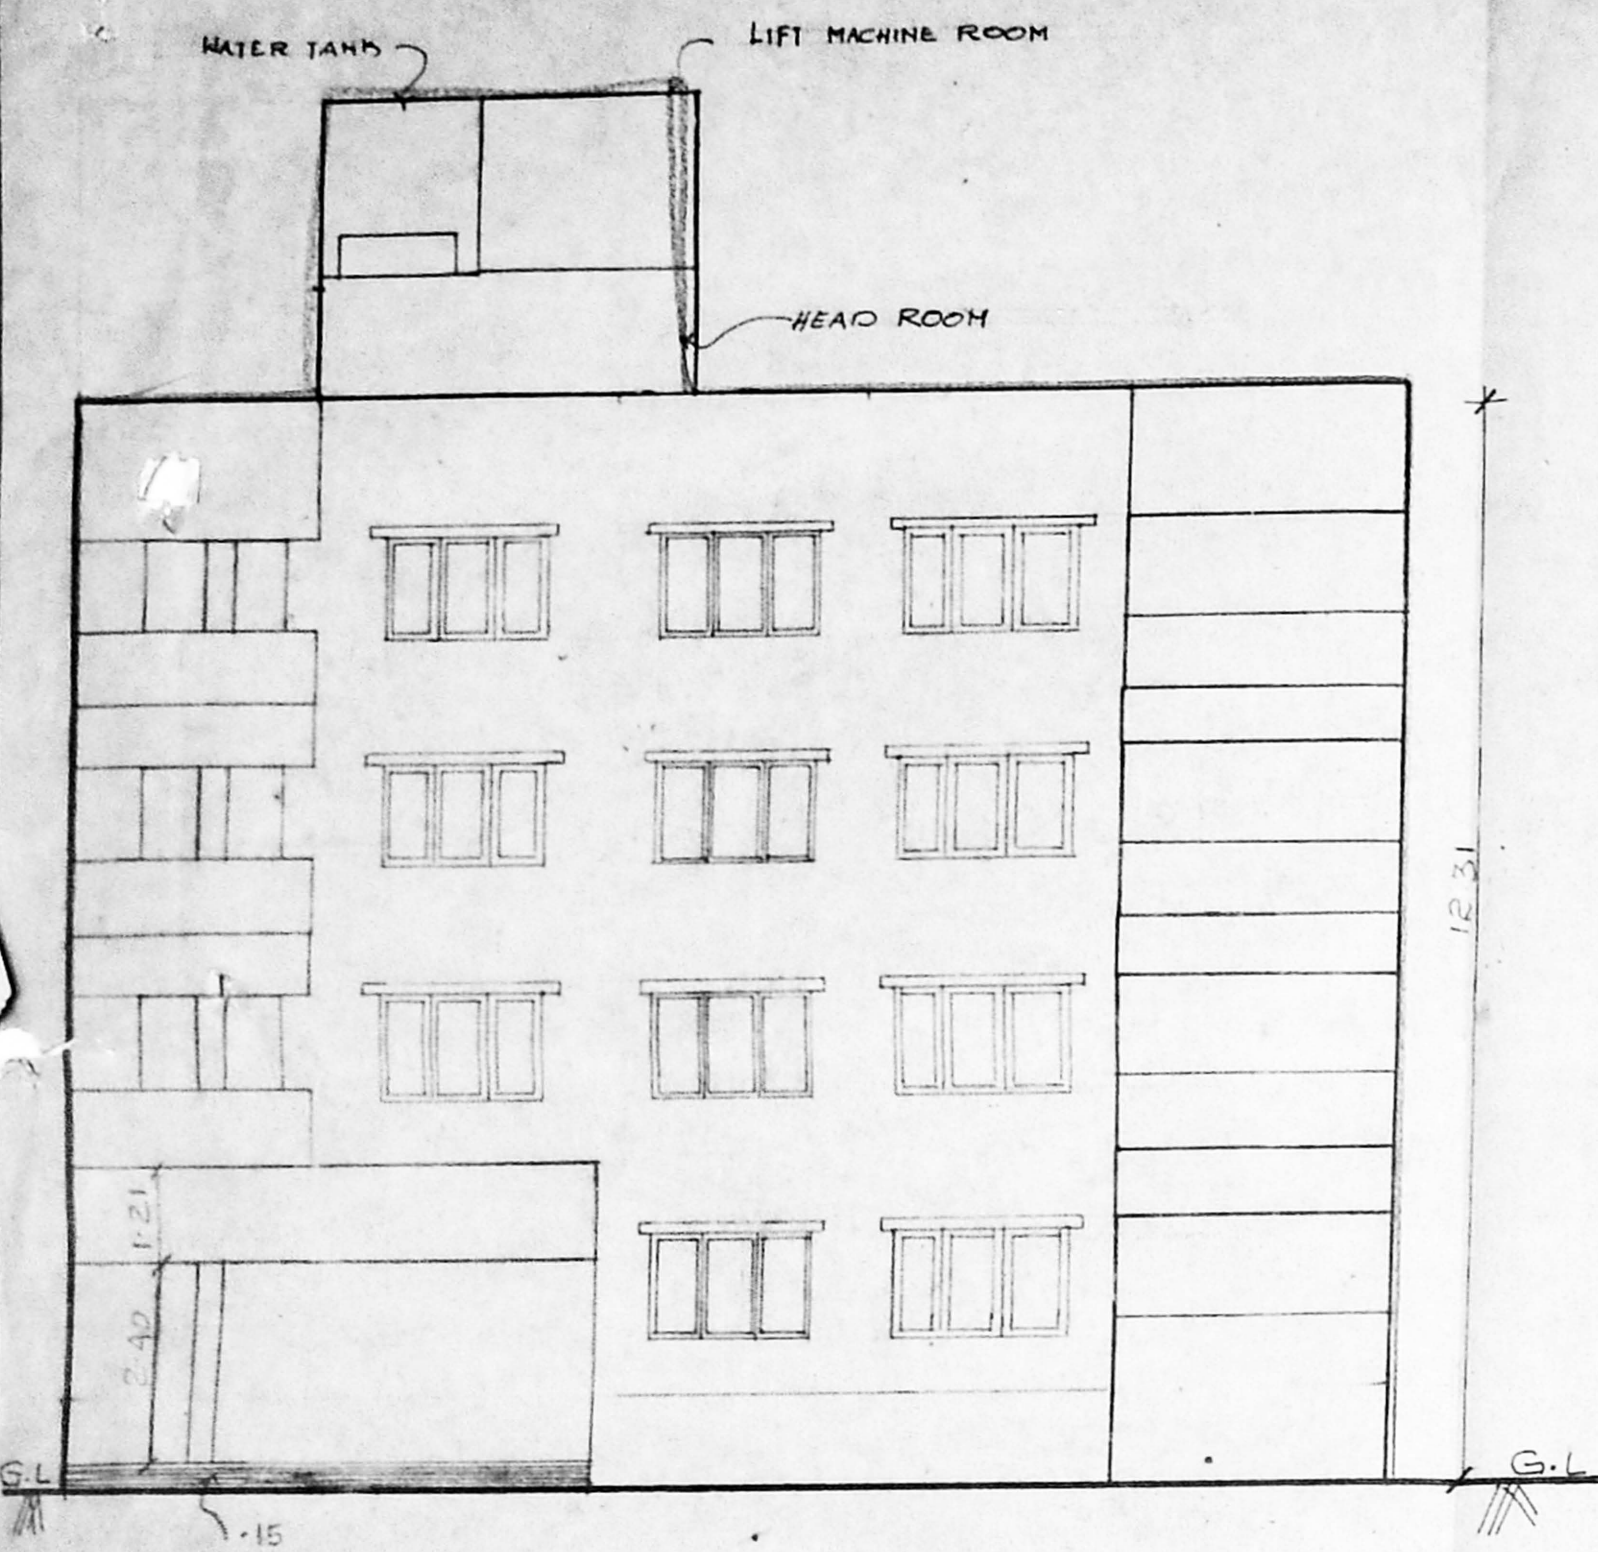 WATER TANK
LIFT MACHINE ROOM
HEAD ROOM
12.31
1.21
2.40
G.L
G.L
.15